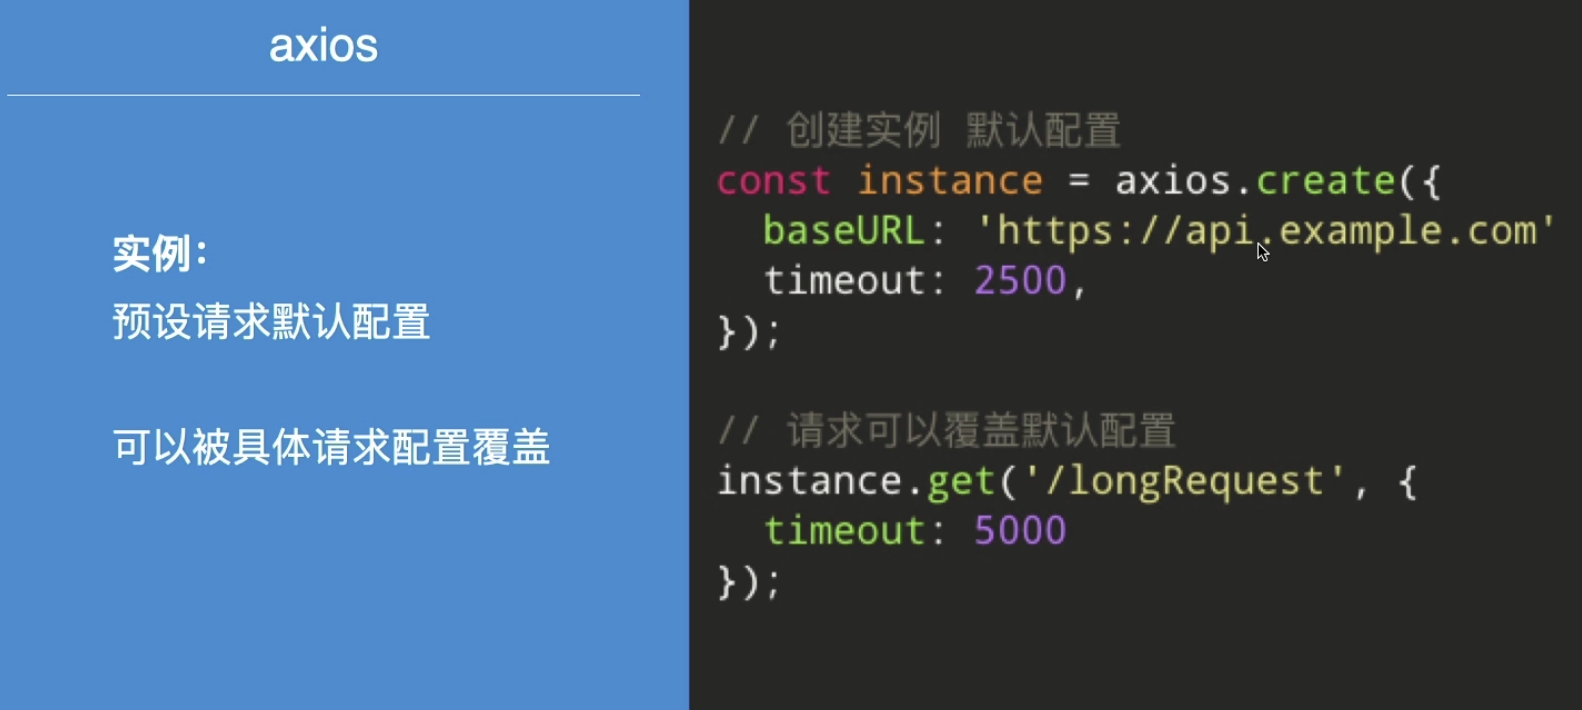 axios
实例：
预设请求默认配置
可以被具体请求配置覆盖
// 创建实例 默认配置
const instance = axios.create({
  baseURL: 'https://api.example.com'
  timeout: 2500,
});
// 请求可以覆盖默认配置
instance.get('/longRequest', {
  timeout: 5000
});